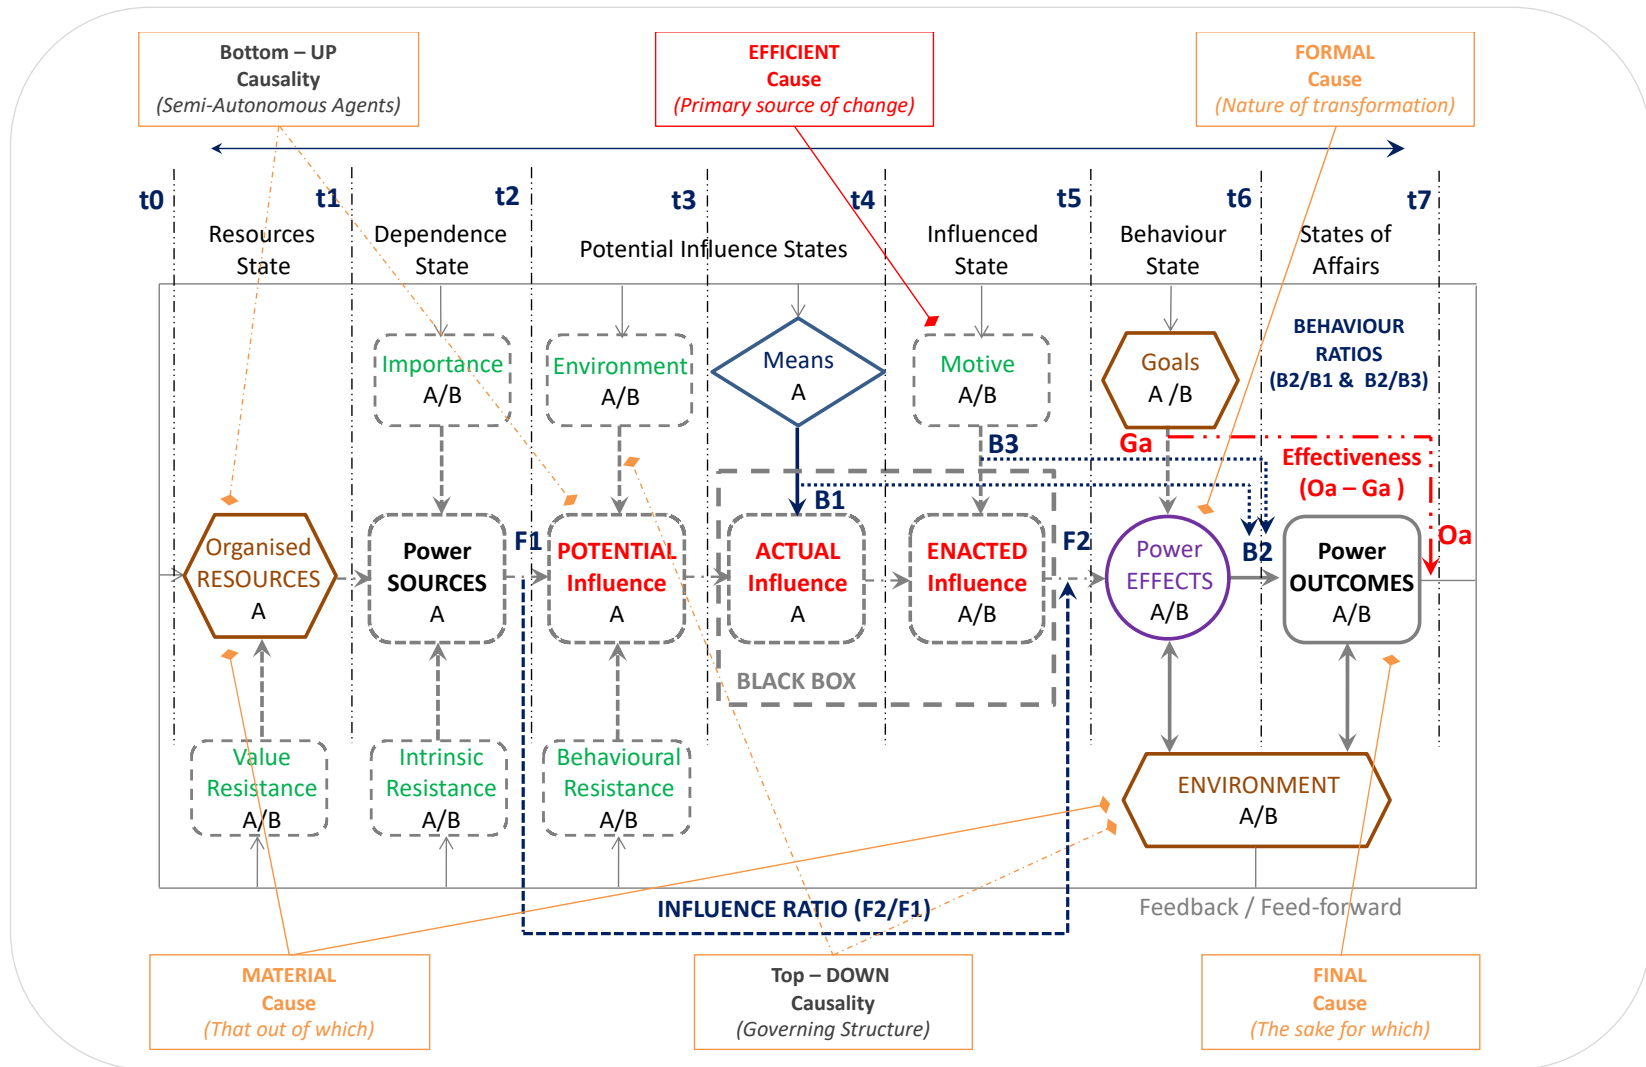 Bottom – UP
Causality
(Semi-Autonomous Agents)
EFFICIENT
Cause
(Primary source of change)
FORMAL
Cause
(Nature of transformation)
t0
t1
t2
t3
t4
t5
t6
t7
Resources
State
Dependence
State
Potential Influence States
Influenced
State
Behaviour
State
States of
Affairs
Importance
A/B
Environment
A/B
Means
A
Motive
A/B
Goals
A /B
BEHAVIOUR
RATIOS
(B2/B1 & B2/B3)
Ga
B3
B1
Effectiveness
(Oa – Ga )
Organised
RESOURCES
A
Power
SOURCES
A
F1
POTENTIAL
Influence
A
ACTUAL
Influence
A
ENACTED
Influence
A/B
F2
Power
EFFECTS
A/B
B2
Power
OUTCOMES
A/B
Oa
BLACK BOX
Value
Resistance
A/B
Intrinsic
Resistance
A/B
Behavioural
Resistance
A/B
ENVIRONMENT
A/B
INFLUENCE RATIO (F2/F1)
Feedback / Feed-forward
MATERIAL
Cause
(That out of which)
Top – DOWN
Causality
(Governing Structure)
FINAL
Cause
(The sake for which)